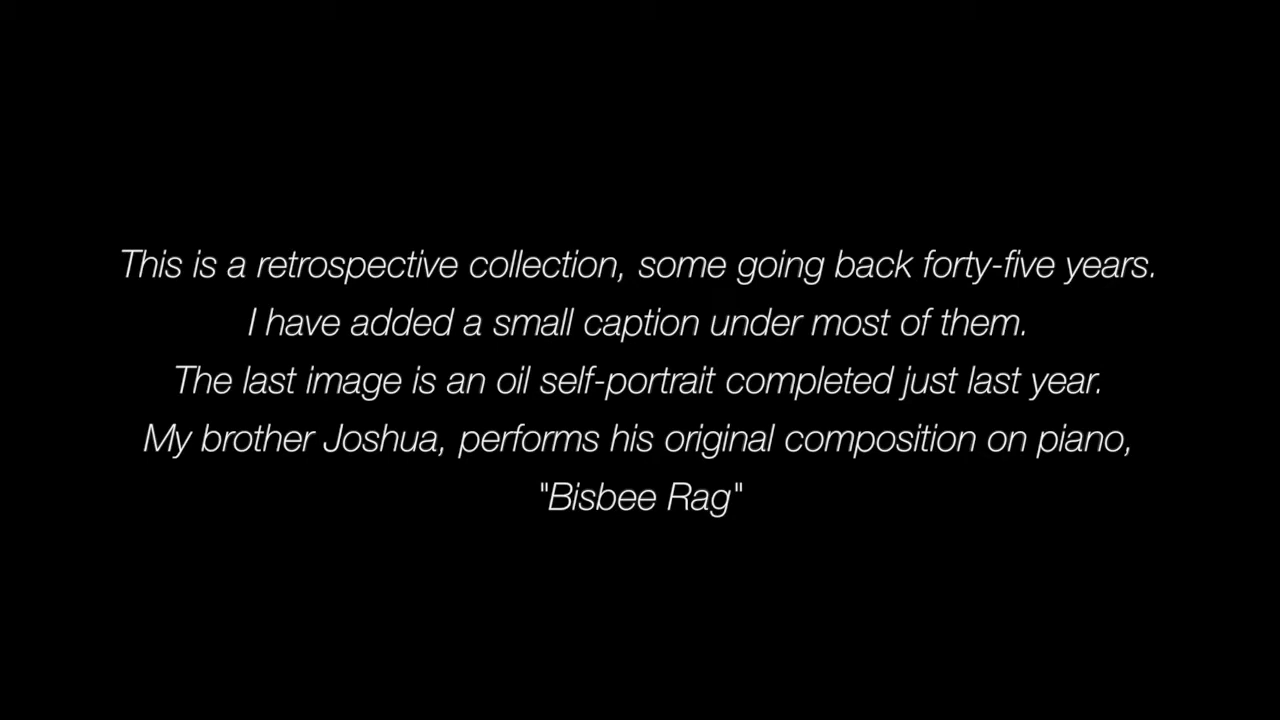 This is a retrospective collection, some going back forty-five years.
I have added a small caption under most of them.
The last image is an oil self-portrait completed just last year.
My brother Joshua, performs his original composition on piano,
"Bisbee Rag"